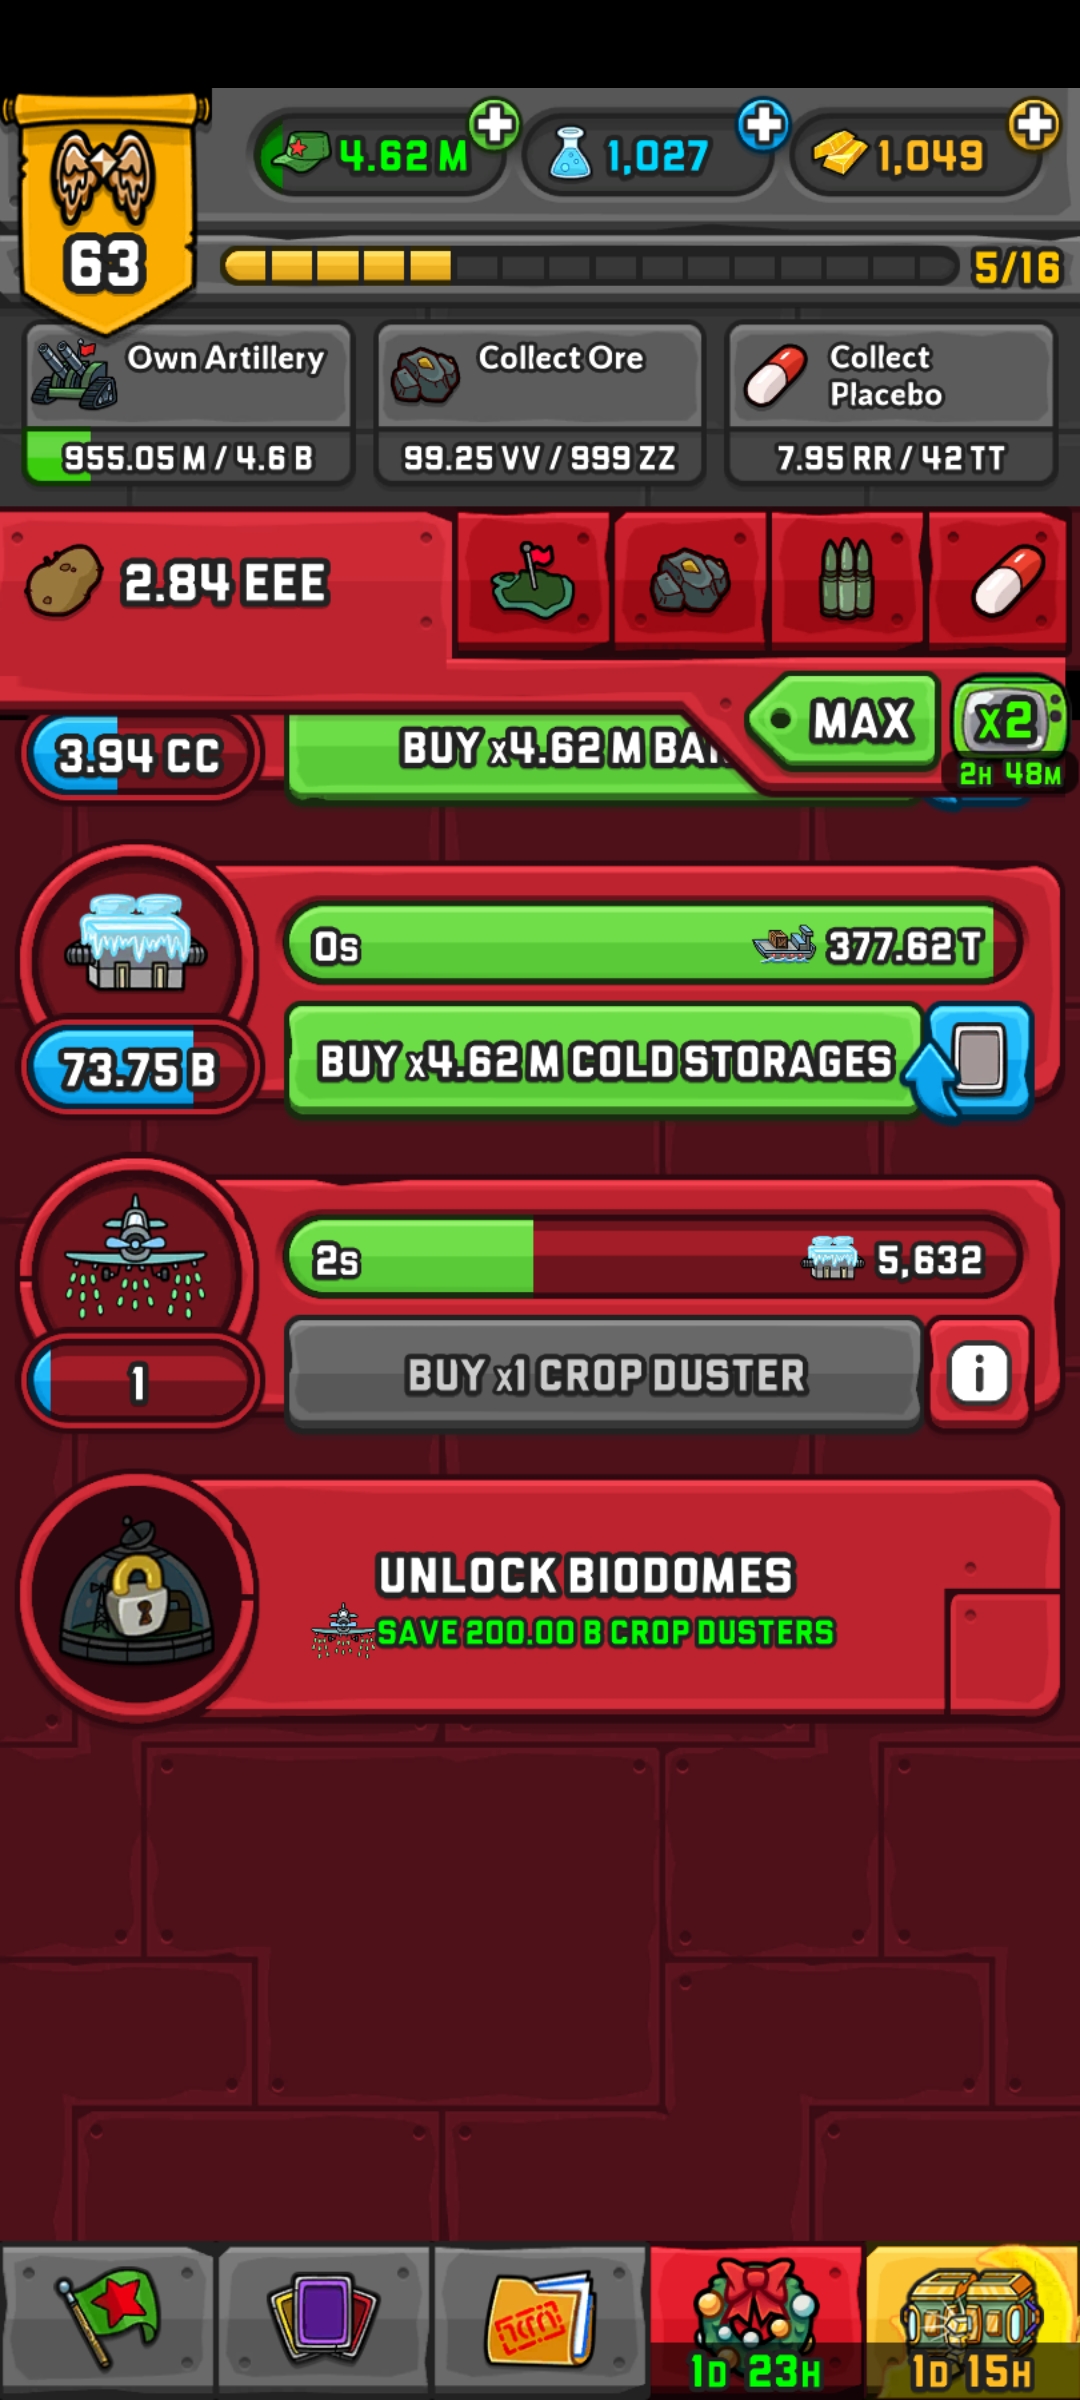 4.62 M
1,027
1,049
63
5/16
Own Artillery
955.05 M / 4.6 B
Collect Ore
99.25 VV / 999 ZZ
Collect
Placebo
7.95 RR / 42 TT
2.84 EEE
MAX
x2
2H 48M
3.94 CC
BUY x4.62 M
0s
377.62 T
73.75 B
BUY x4.62 M COLD STORAGES
2s
5,632
1
BUY x1 CROP DUSTER
i
UNLOCK BIODOMES
SAVE 200.00 B CROP DUSTERS
1D 23H
1D 15H